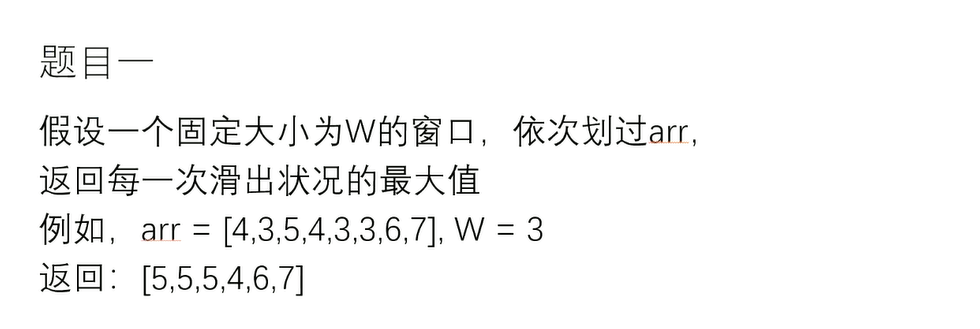 题目一
假设一个固定大小为W的窗口，依次划过arr，
返回每一次滑出状况的最大值
例如，arr = [4,3,5,4,3,3,6,7], W = 3
返回：[5,5,5,4,6,7]